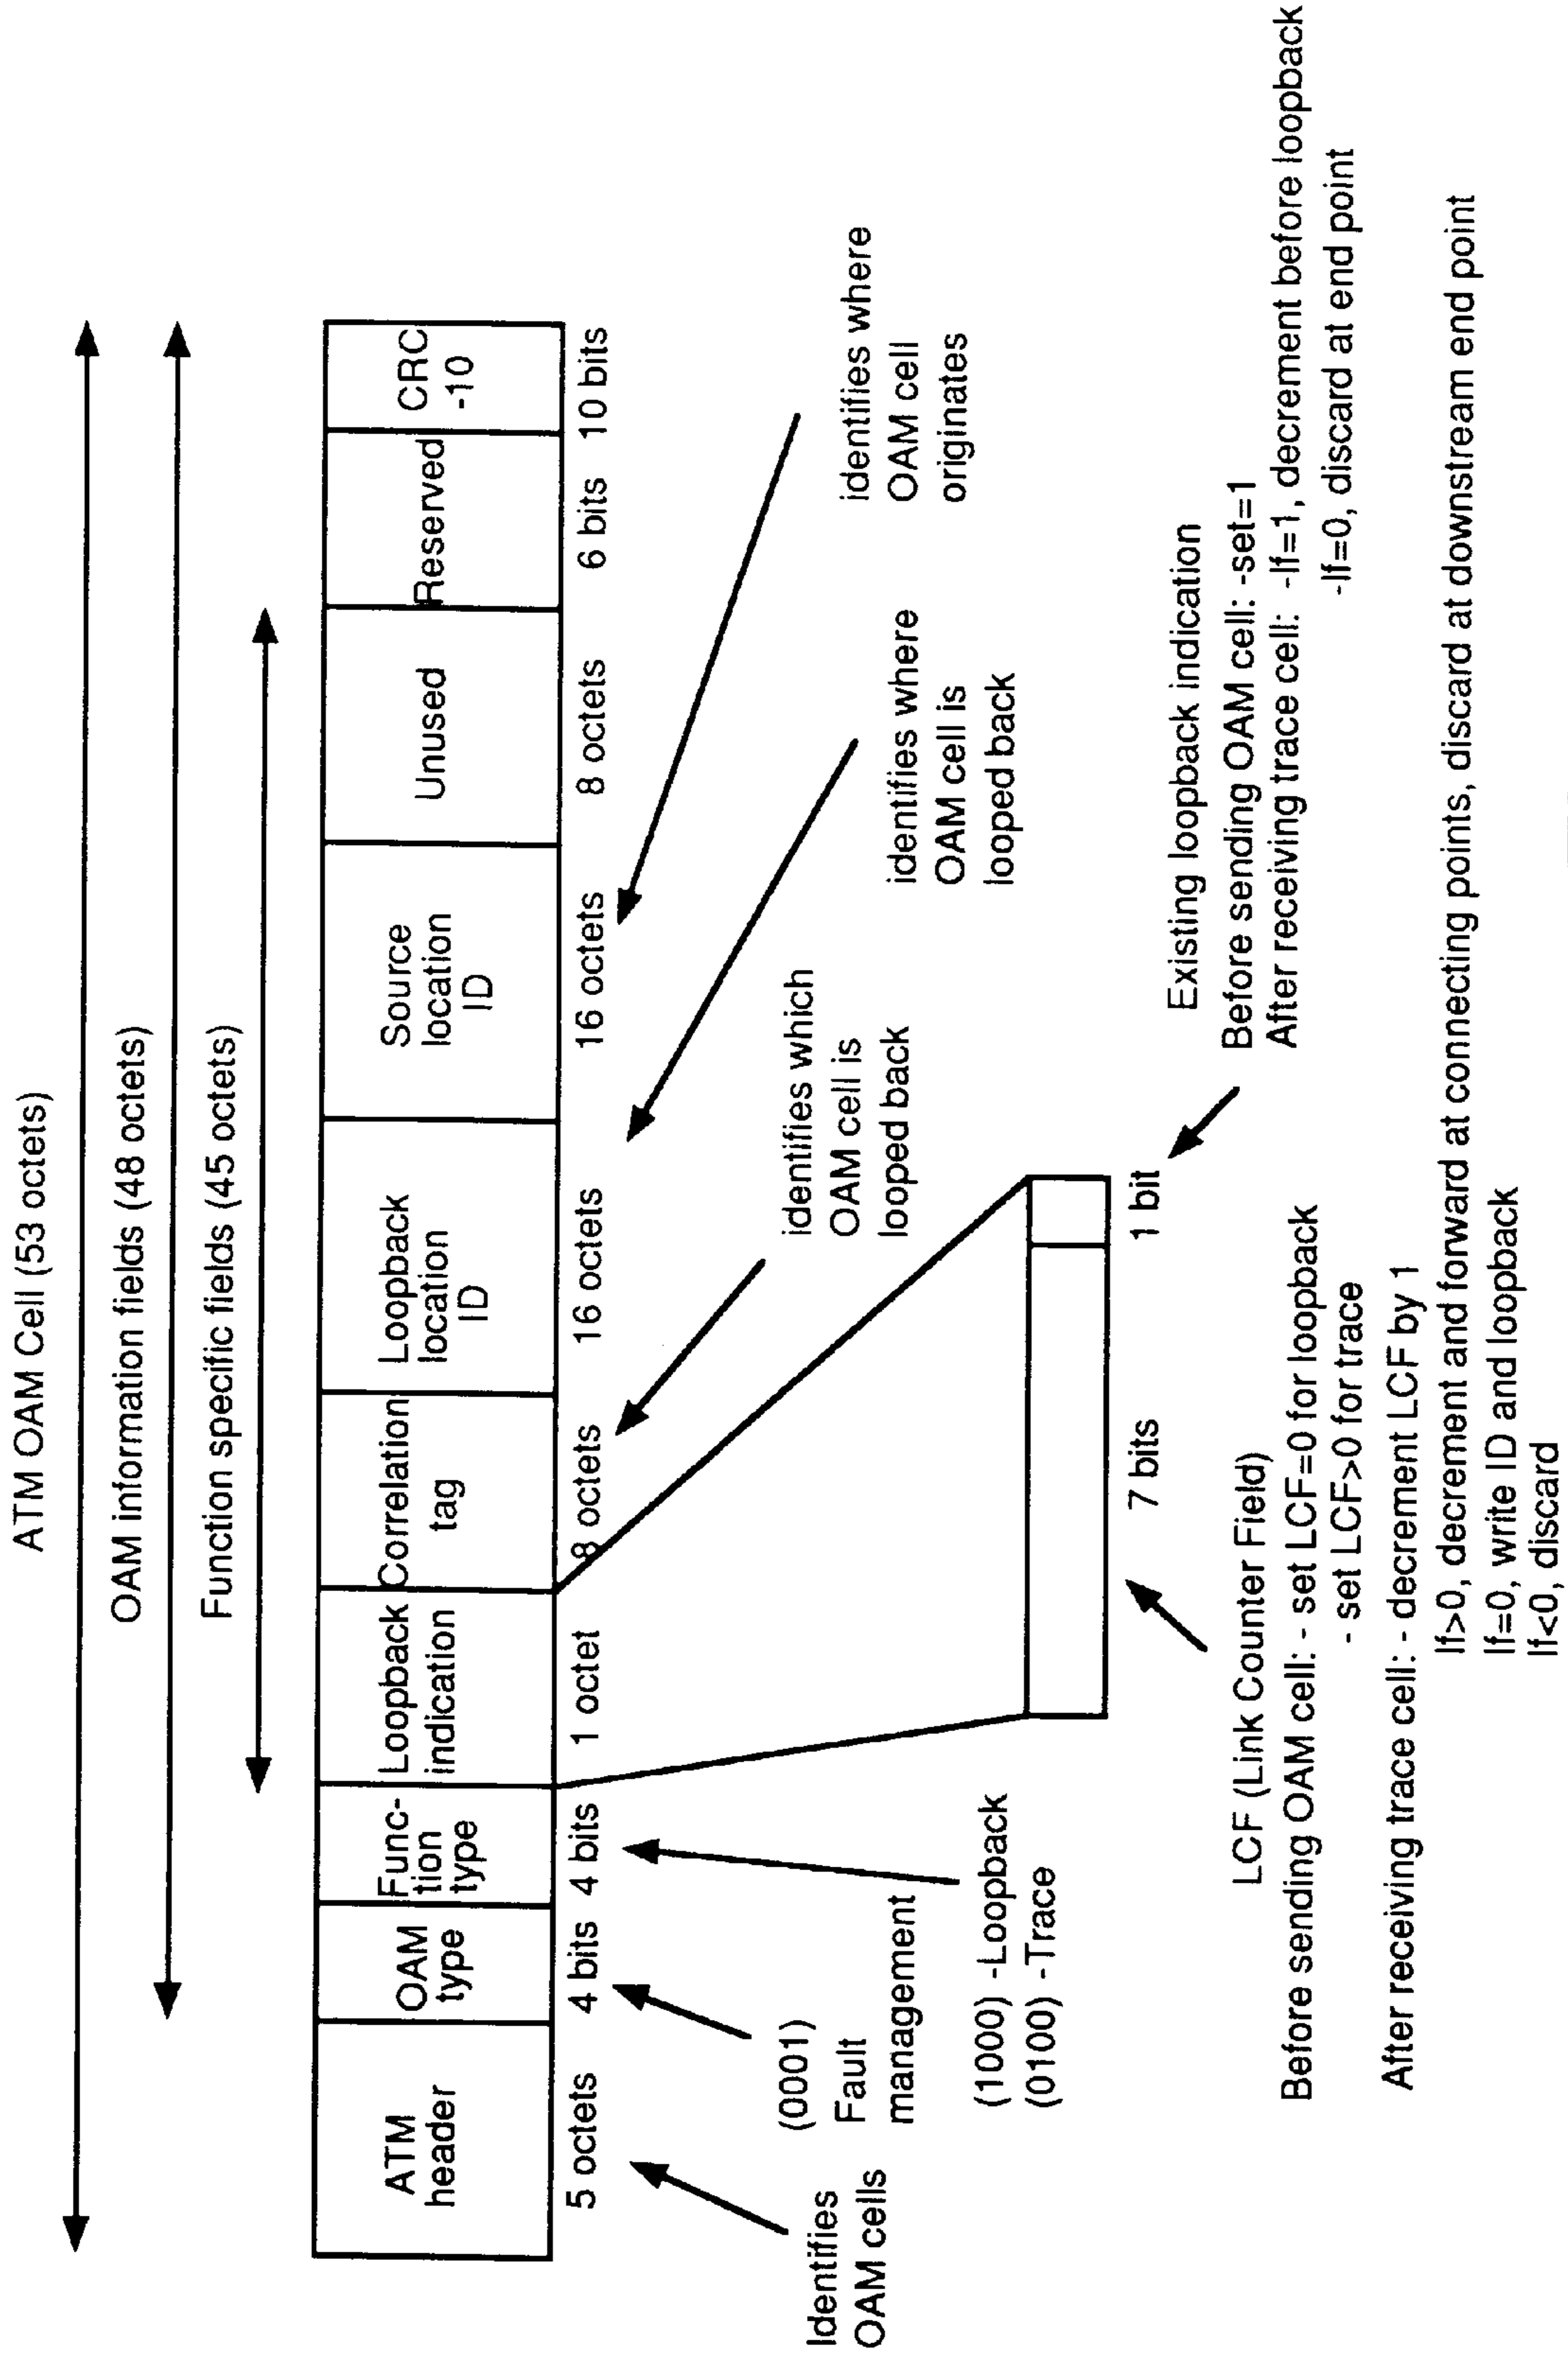 ATM OAM Cell (53 octets)
OAM information fields (48 octets)
Function specific fields (45 octets)
ATM
header
OAM
type
Func-
tion
type
Loopback
indication
Correlation
tag
Loopback
location
ID
Source
location
ID
Unused
Reserved
CRC
-10
5 octets
4 bits
4 bits
1 octet
8 octets
16 octets
16 octets
8 octets
6 bits
10 bits
Identifies
OAM cells
(0001)
Fault
management
(1000) -Loopback
(0100) -Trace
identifies which
OAM cell is
looped back
identifies where
OAM cell is
looped back
identifies where
OAM cell
originates
7 bits
1 bit
LCF (Link Counter Field)
Before sending OAM cell: - set LCF=0 for loopback
- set LCF>0 for trace
After receiving trace cell: - decrement LCF by 1
If>0, decrement and forward at connecting points, discard at downstream end point
If=0, write ID and loopback
If<0, discard
Existing loopback indication
Before sending OAM cell: -set=1
After receiving trace cell: -If=1, decrement before loopback
-If=0, discard at end point